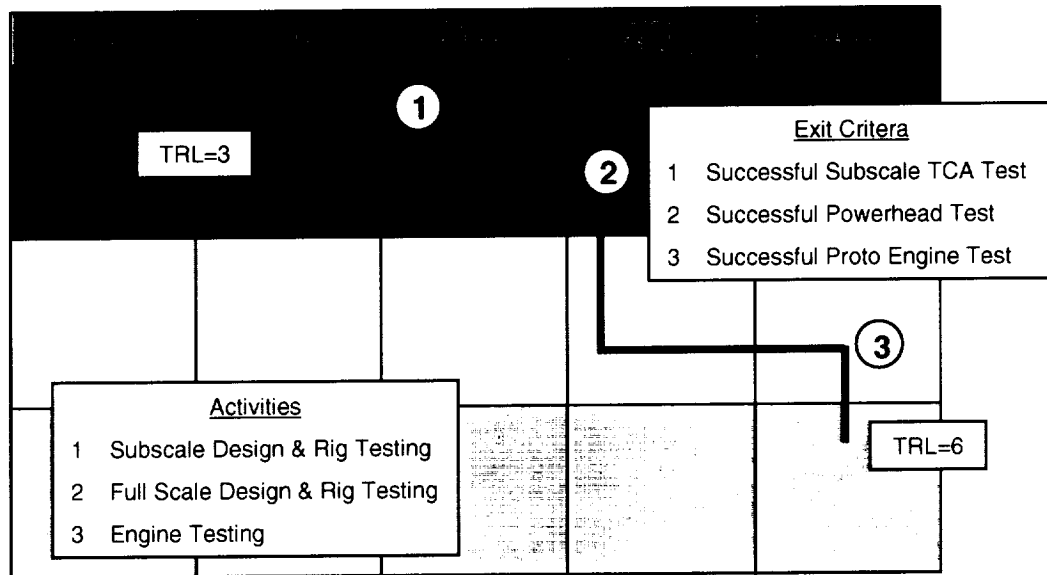 1
TRL=3
2
Exit Critera
1 Successful Subscale TCA Test
2 Successful Powerhead Test
3 Successful Proto Engine Test
3
Activities
1 Subscale Design & Rig Testing
2 Full Scale Design & Rig Testing
3 Engine Testing
TRL=6